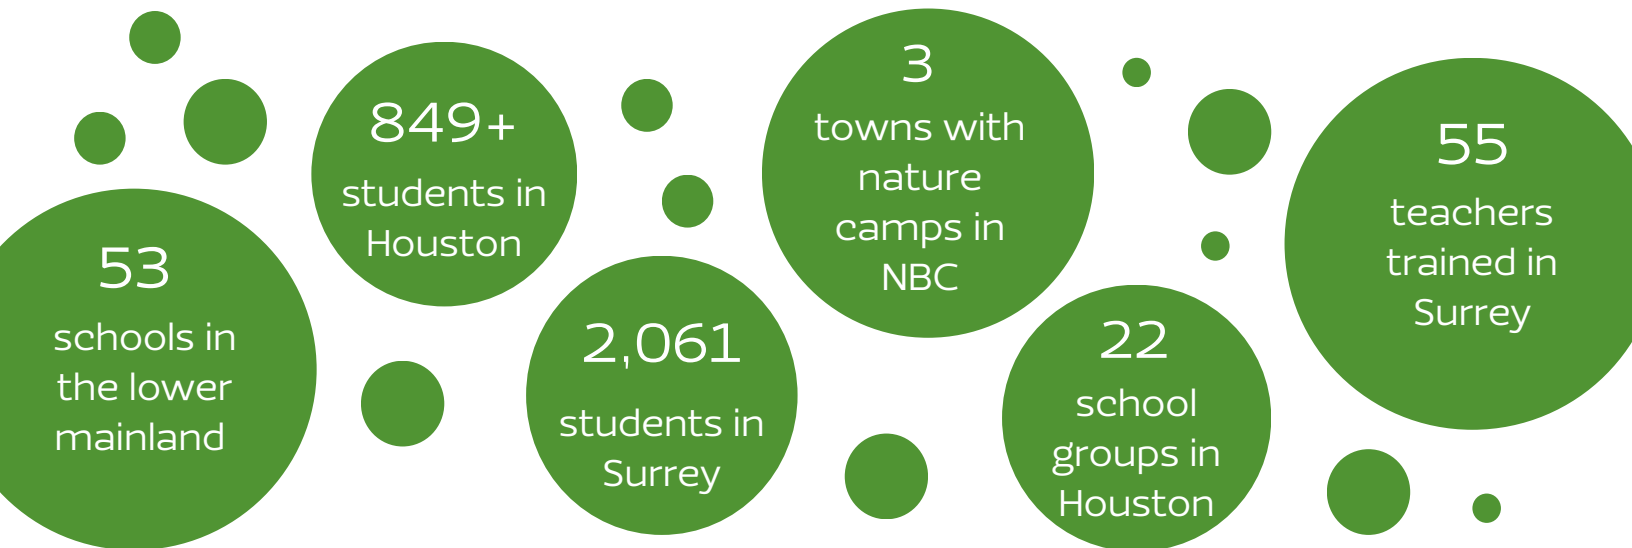 53
schools in
the lower
mainland
849+
students in
Houston
2,061
students in
Surrey
3
towns with
nature
camps in
NBC
22
school
groups in
Houston
55
teachers
trained in
Surrey